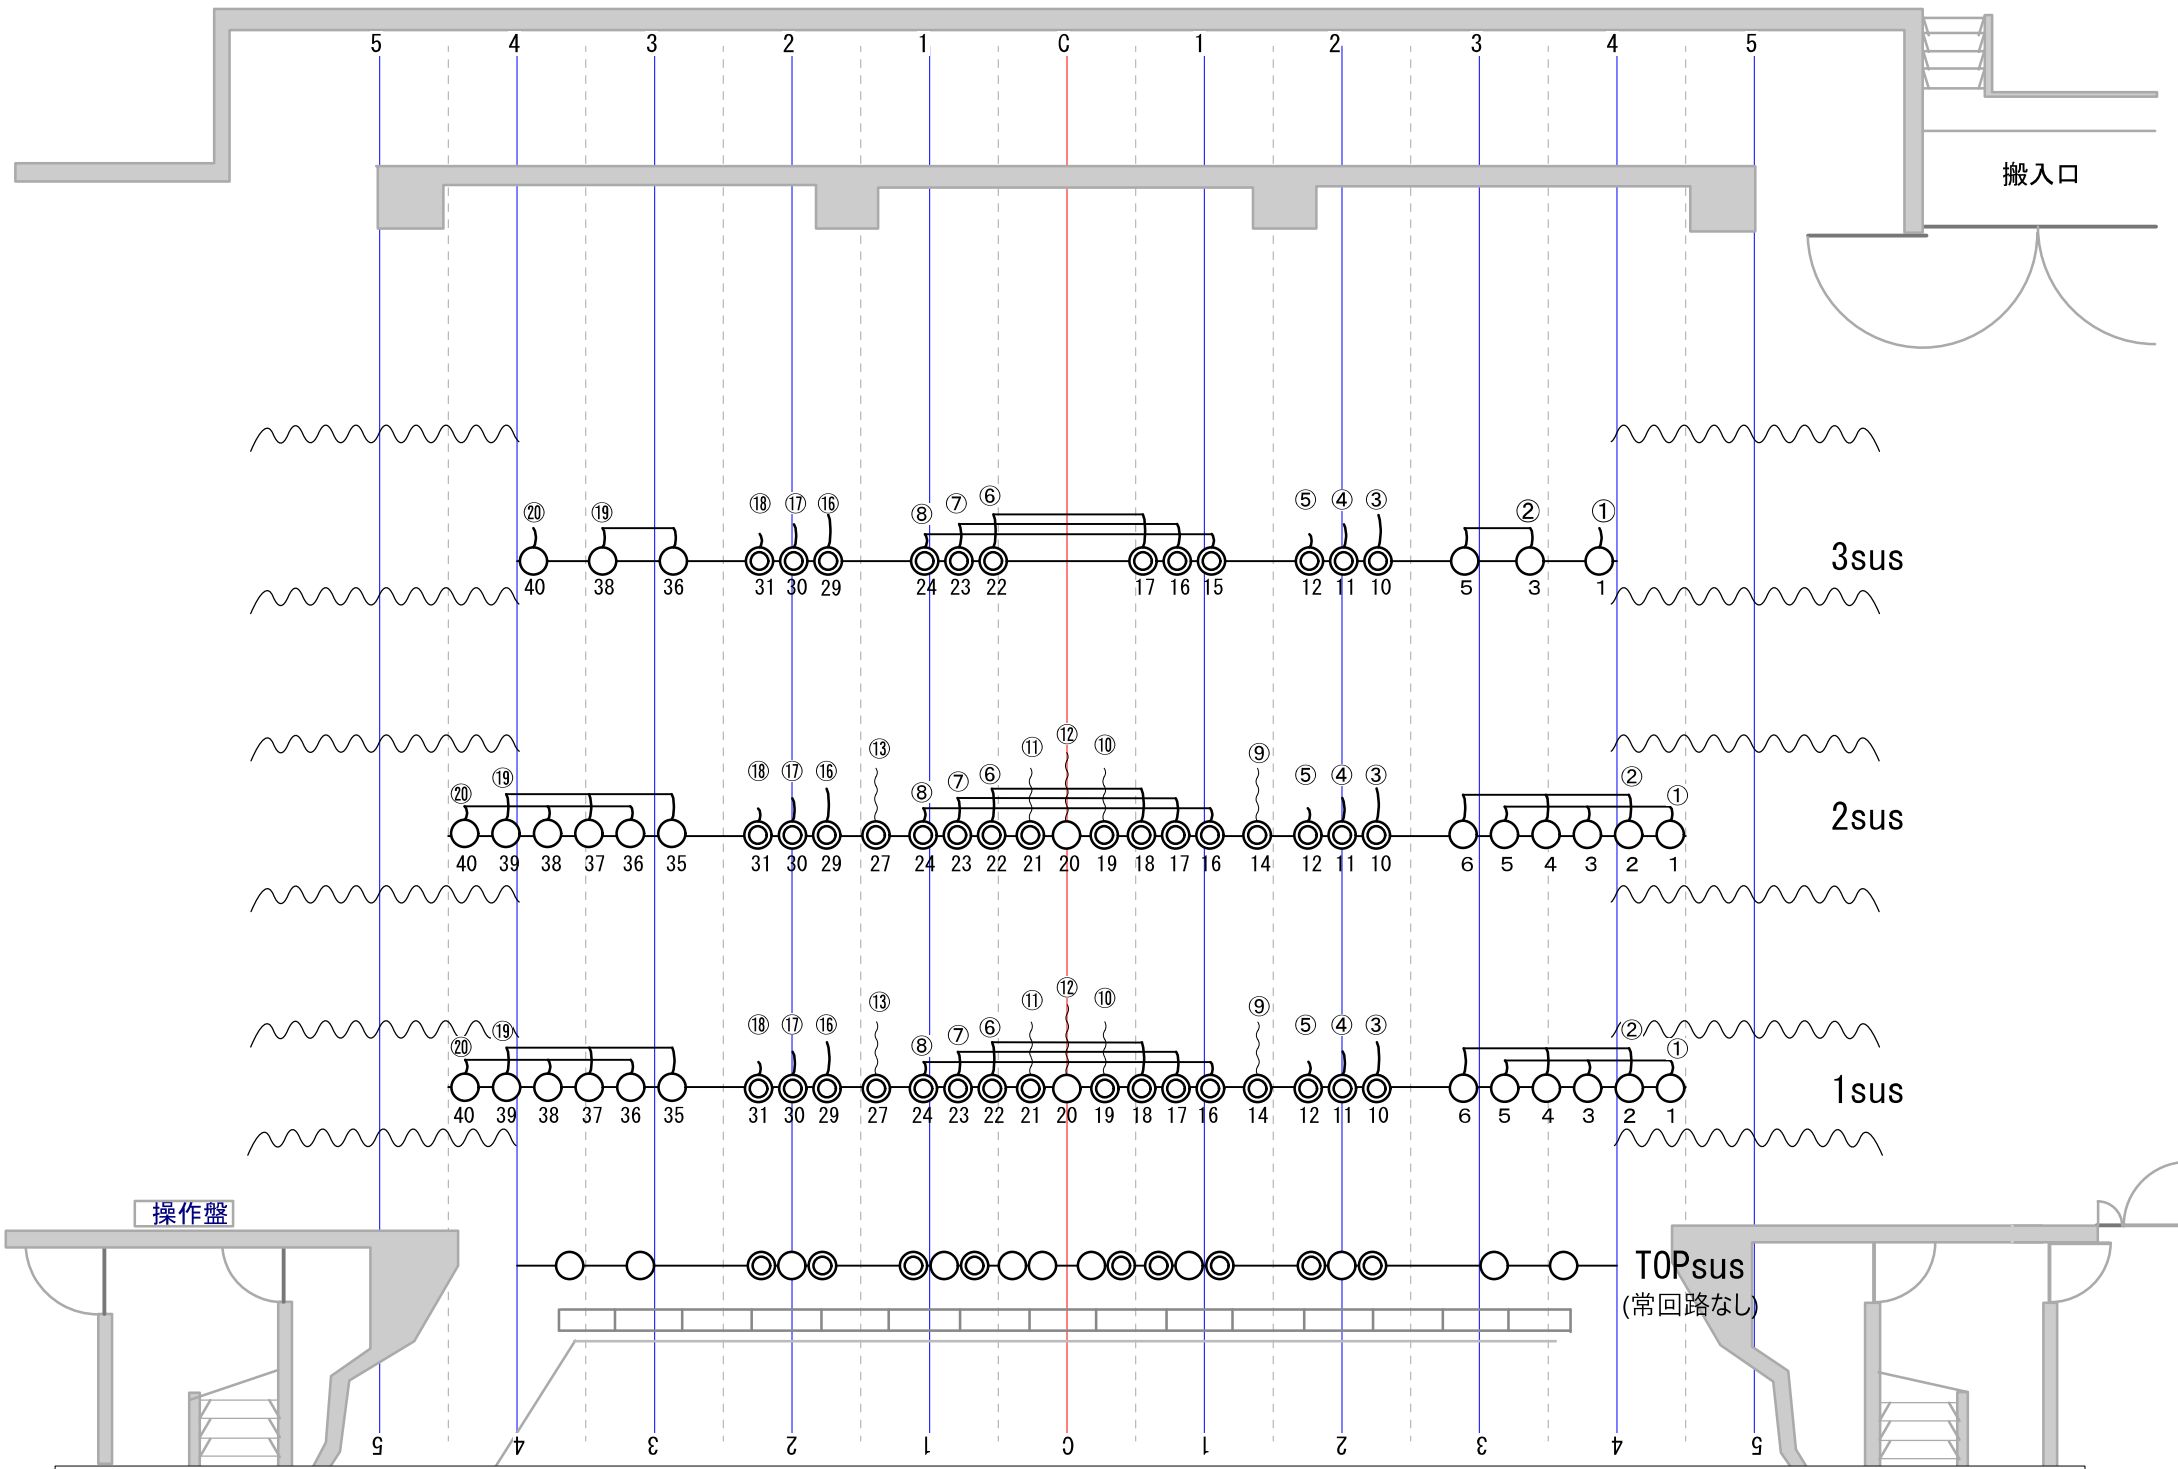 5 4 3 2 1 C 1 2 3 4 5
搬入口
⑳ ⑲ ⑱ ⑰ ⑯ ⑧ ⑦ ⑥ ⑤ ④ ③ ② ①
3sus
40 38 36 31 30 29 24 23 22 17 16 15 12 11 10 5 3 1
⑳ ⑲ ⑱ ⑰ ⑯ ⑬ ⑧ ⑦ ⑥ ⑪ ⑫ ⑩ ⑨ ⑤ ④ ③ ② ①
2sus
40 39 38 37 36 35 31 30 29 27 24 23 22 21 20 19 18 17 16 14 12 11 10 6 5 4 3 2 1
⑳ ⑲ ⑱ ⑰ ⑯ ⑬ ⑧ ⑦ ⑥ ⑪ ⑫ ⑩ ⑨ ⑤ ④ ③ ② ①
1sus
40 39 38 37 36 35 31 30 29 27 24 23 22 21 20 19 18 17 16 14 12 11 10 6 5 4 3 2 1
操作盤
TOPsus
(常回路なし)
5 4 3 2 1 C 1 2 3 4 5